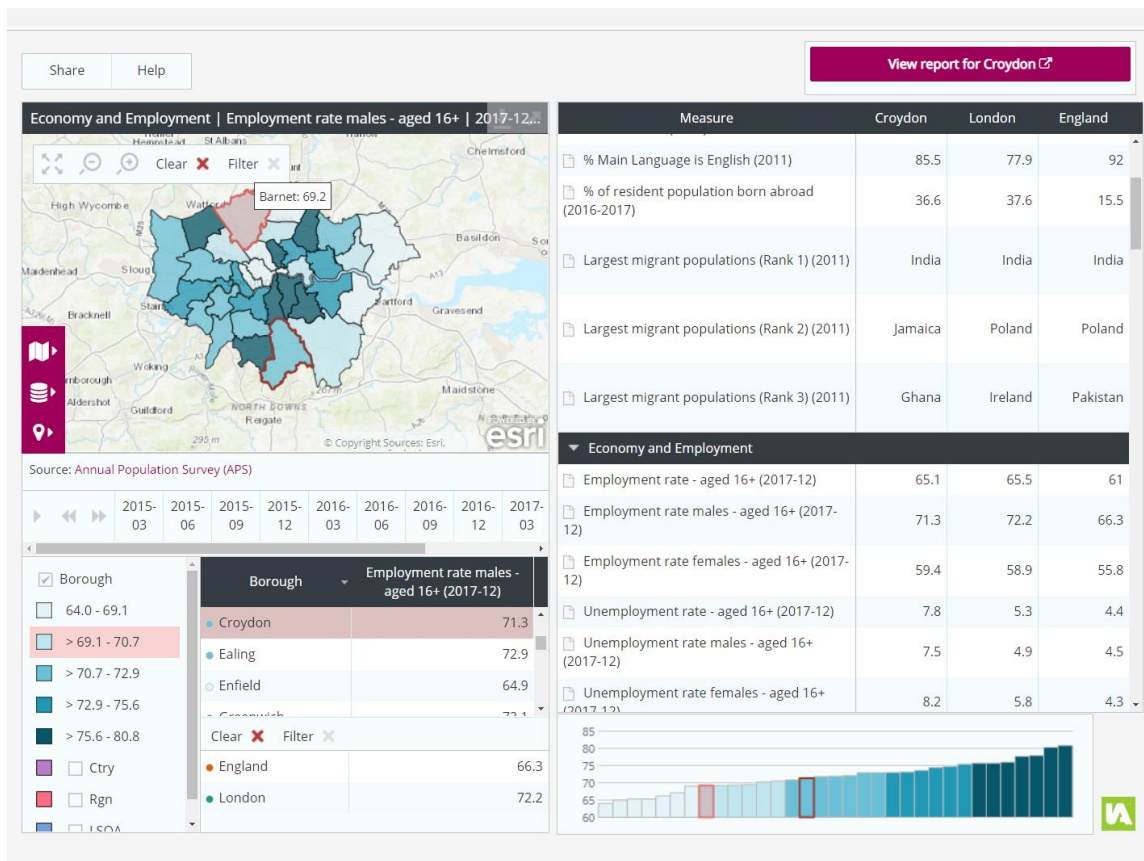 Share
Help
View report for Croydon
Economy and Employment | Employment rate males - aged 16+ | 2017-12...
Hempstead
St Albans
Harlow
Chelmsford
Clear
Filter
High Wycombe
Watford
Barnet: 69.2
M25
Basildon
Maidenhead
Slough
A13
Bracknell
Dartford
Gravesend
Woking
A3
Farnborough
Aldershot
Guildford
NORTH DOWNS
Reigate
267 m
Maidstone
295 m
© Copyright Sources: Esri.
POWERED BY
esri
Source: Annual Population Survey (APS)
2015-03
2015-06
2015-09
2015-12
2016-03
2016-06
2016-09
2016-12
2017-03
Borough
64.0 - 69.1
> 69.1 - 70.7
> 70.7 - 72.9
> 72.9 - 75.6
> 75.6 - 80.8
Ctry
Rgn
LSOA
Borough
Employment rate males -
aged 16+ (2017-12)
Croydon 71.3
Ealing 72.9
Enfield 64.9
Greenwich 73.1
Clear
Filter
England 66.3
London 72.2
Measure Croydon London England
% Main Language is English (2011) 85.5 77.9 92
% of resident population born abroad
(2016-2017) 36.6 37.6 15.5
Largest migrant populations (Rank 1) (2011) India India India
Largest migrant populations (Rank 2) (2011) Jamaica Poland Poland
Largest migrant populations (Rank 3) (2011) Ghana Ireland Pakistan
Economy and Employment
Employment rate - aged 16+ (2017-12) 65.1 65.5 61
Employment rate males - aged 16+ (2017-
12) 71.3 72.2 66.3
Employment rate females - aged 16+ (2017-
12) 59.4 58.9 55.8
Unemployment rate - aged 16+ (2017-12) 7.8 5.3 4.4
Unemployment rate males - aged 16+
(2017-12) 7.5 4.9 4.5
Unemployment rate females - aged 16+
(2017-12) 8.2 5.8 4.3
85
80
75
70
65
60